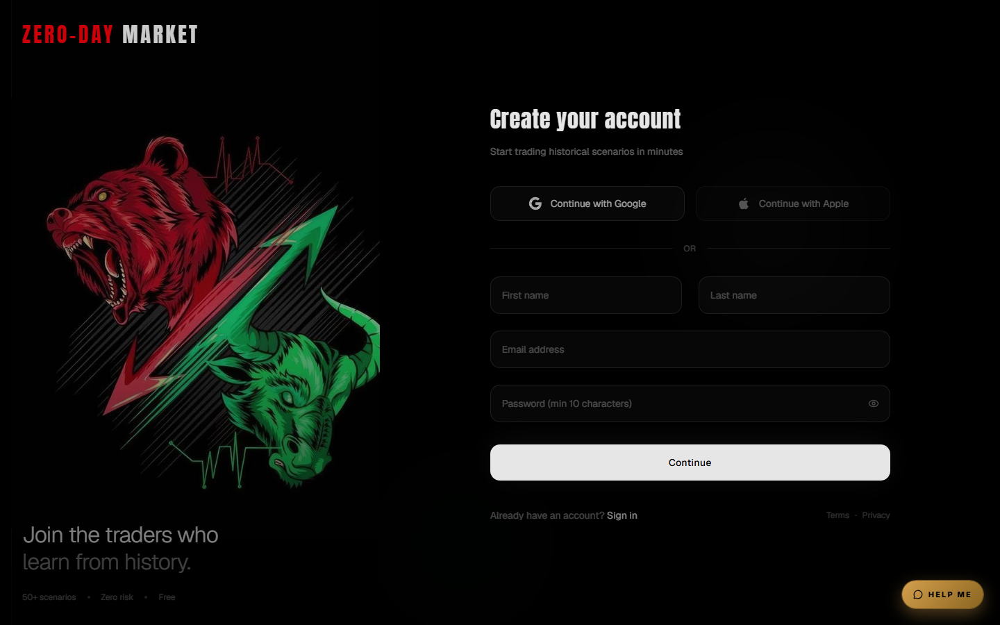 ZERO-DAY MARKET
Create your account
Start trading historical scenarios in minutes
Continue with Google
Continue with Apple
OR
First name
Last name
Email address
Password (min 10 characters)
Continue
Already have an account? Sign in
Terms - Privacy
Join the traders who
learn from history.
50+ scenarios • Zero risk • Free
HELP ME